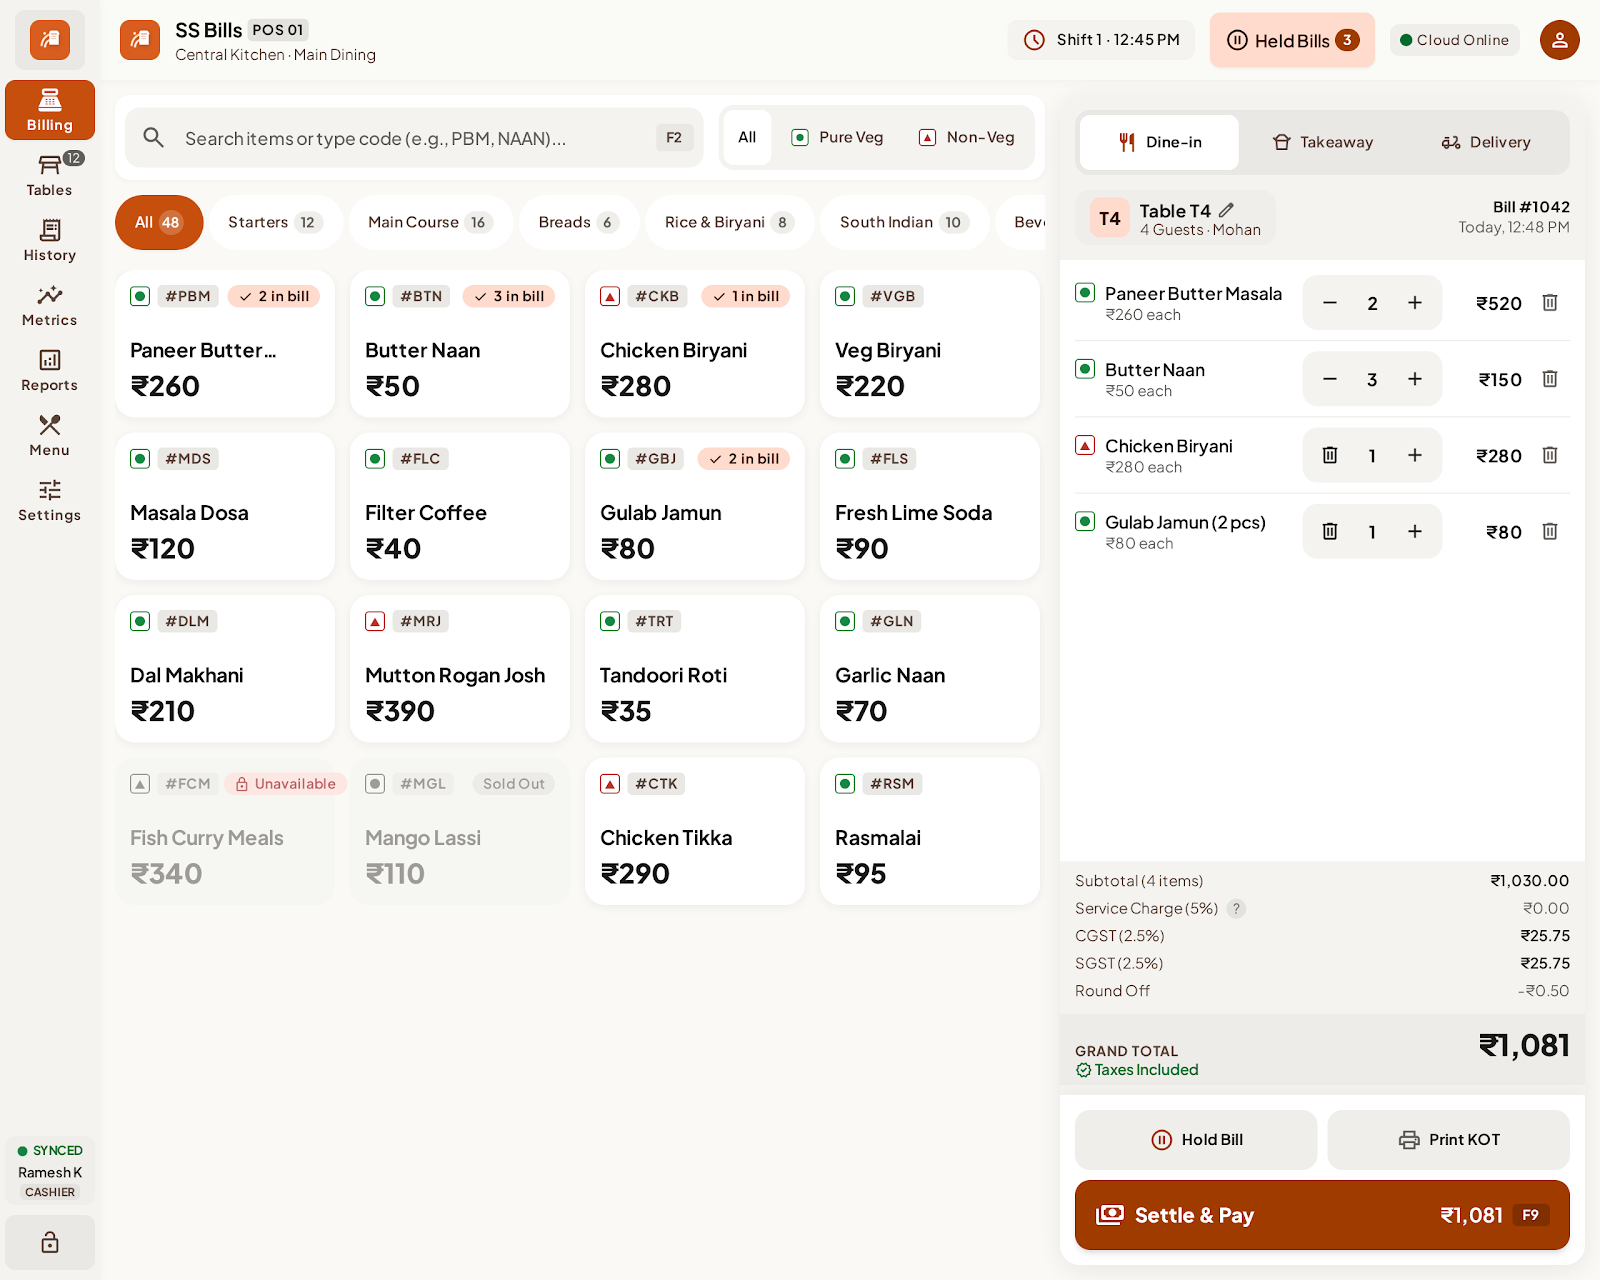 SS Bills POS 01
Central Kitchen · Main Dining
Shift 1 · 12:45 PM
Held Bills 3
Cloud Online
Billing
12
Tables
History
Metrics
Reports
Menu
Settings
SYNCED
Ramesh K
CASHIER
Search items or type code (e.g., PBM, NAAN)...
F2
All
Pure Veg
Non-Veg
All 48
Starters 12
Main Course 16
Breads 6
Rice & Biryani 8
South Indian 10
Bev
#PBM 2 in bill
Paneer Butter...
₹260
#BTN 3 in bill
Butter Naan
₹50
#CKB 1 in bill
Chicken Biryani
₹280
#VGB
Veg Biryani
₹220
#MDS
Masala Dosa
₹120
#FLC
Filter Coffee
₹40
#GBJ 2 in bill
Gulab Jamun
₹80
#FLS
Fresh Lime Soda
₹90
#DLM
Dal Makhani
₹210
#MRJ
Mutton Rogan Josh
₹390
#TRT
Tandoori Roti
₹35
#GLN
Garlic Naan
₹70
#FCM Unavailable
Fish Curry Meals
₹340
#MGL Sold Out
Mango Lassi
₹110
#CTK
Chicken Tikka
₹290
#RSM
Rasmalai
₹95
Dine-in
Takeaway
Delivery
T4
Table T4
4 Guests · Mohan
Bill #1042
Today, 12:48 PM
Paneer Butter Masala
₹260 each
2
₹520
Butter Naan
₹50 each
3
₹150
Chicken Biryani
₹280 each
1
₹280
Gulab Jamun (2 pcs)
₹80 each
1
₹80
Subtotal (4 items) ₹1,030.00
Service Charge (5%) ? ₹0.00
CGST (2.5%) ₹25.75
SGST (2.5%) ₹25.75
Round Off -₹0.50
GRAND TOTAL ₹1,081
Taxes Included
Hold Bill
Print KOT
Settle & Pay ₹1,081 F9